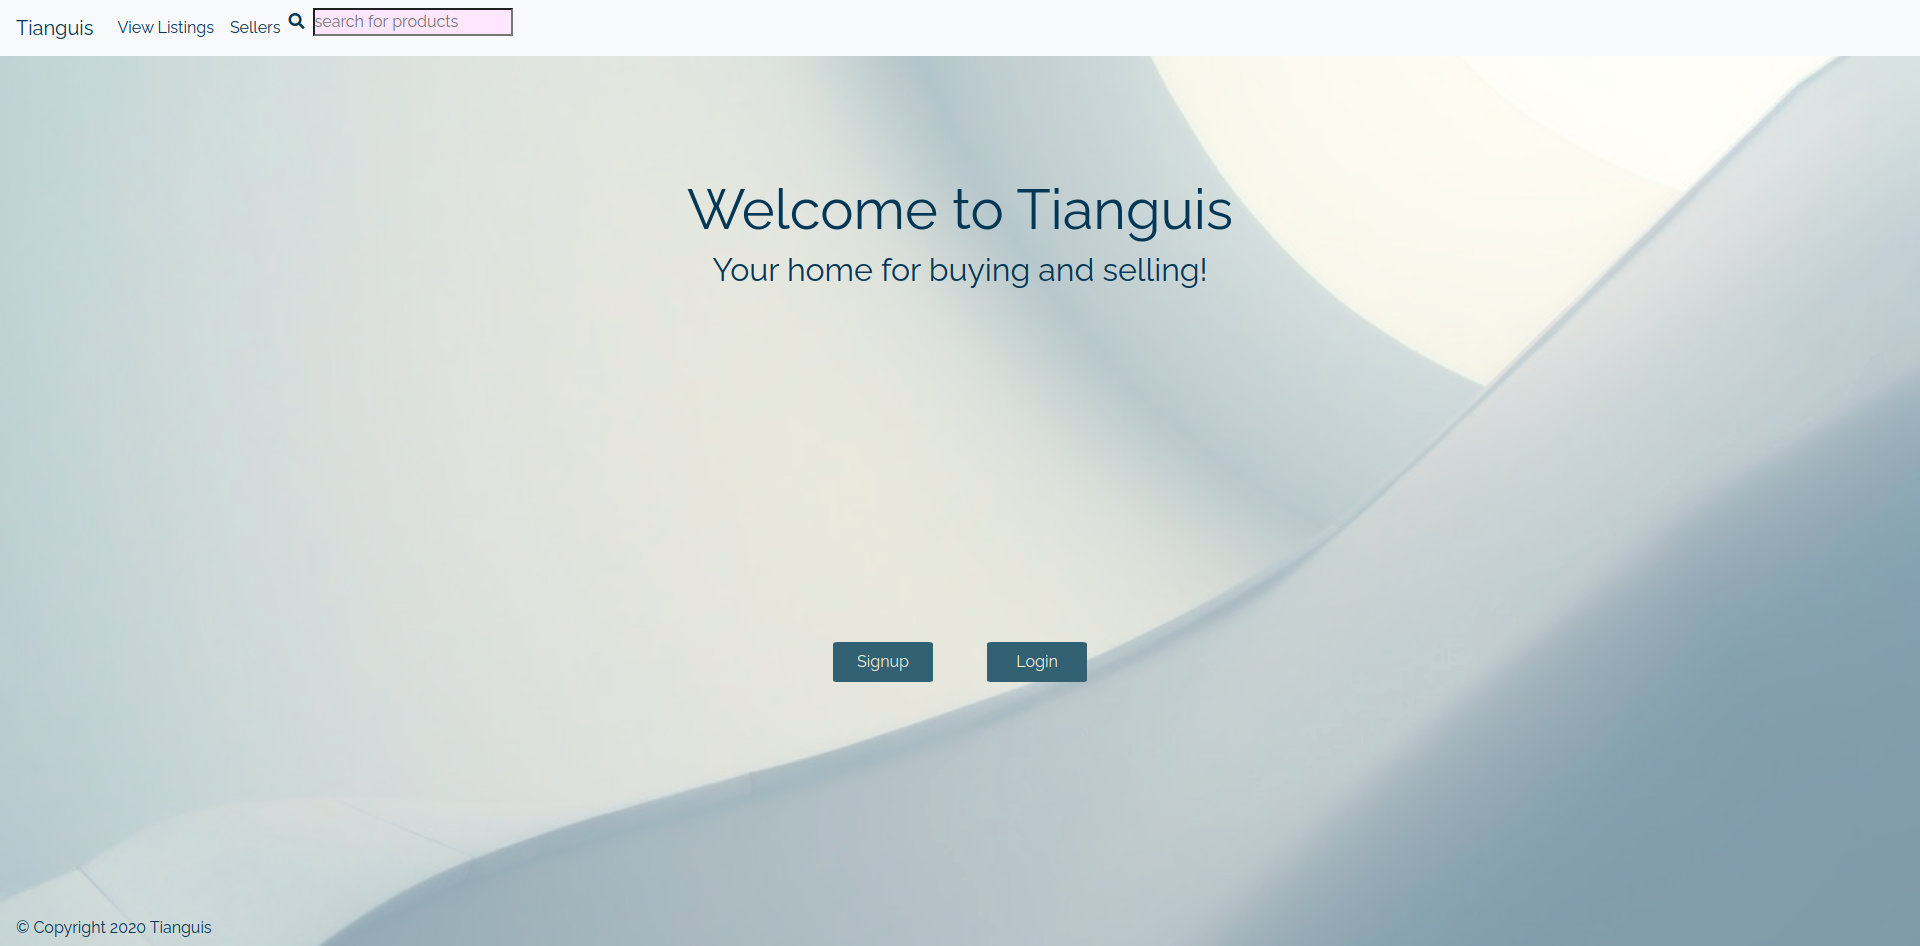 Tianguis View Listings Sellers search for products
Welcome to Tianguis
Your home for buying and selling!
Signup Login
© Copyright 2020 Tianguis